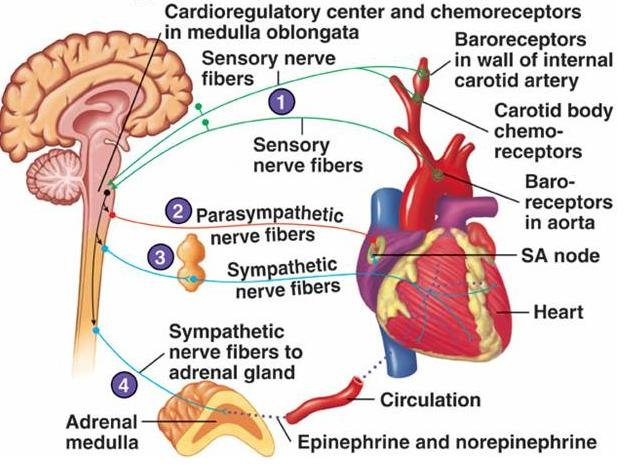 Cardioregulatory center and chemoreceptors
in medulla oblongata
Sensory nerve
fibers
Baroreceptors
in wall of internal
carotid artery
1
Carotid body
chemo-
receptors
Sensory
nerve fibers
Baro-
receptors
in aorta
2
Parasympathetic
nerve fibers
3
SA node
Sympathetic
nerve fibers
Heart
Sympathetic
nerve fibers to
adrenal gland
4
Circulation
Adrenal
medulla
Epinephrine and norepinephrine